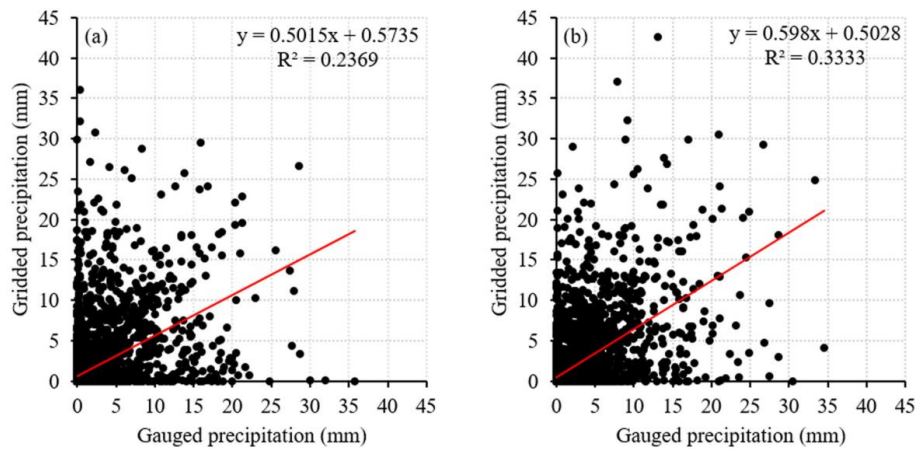 (a)
y = 0.5015x + 0.5735
R² = 0.2369
45
40
35
30
25
20
15
10
5
0
Gridded precipitation (mm)
0 5 10 15 20 25 30 35 40 45
Gauged precipitation (mm)
(b)
y = 0.598x + 0.5028
R² = 0.3333
45
40
35
30
25
20
15
10
5
0
Gridded precipitation (mm)
0 5 10 15 20 25 30 35 40 45
Gauged precipitation (mm)